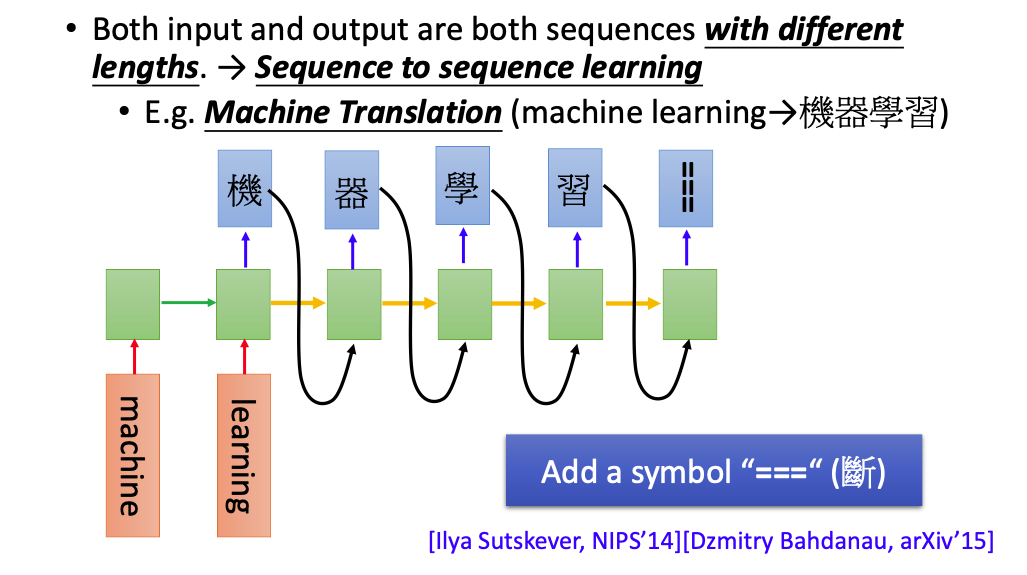 • Both input and output are both sequences with different
lengths. → Sequence to sequence learning
• E.g. Machine Translation (machine learning→機器學習)
機 器 學 習 ===
machine learning
Add a symbol “===“ (斷)
[Ilya Sutskever, NIPS’14][Dzmitry Bahdanau, arXiv’15]